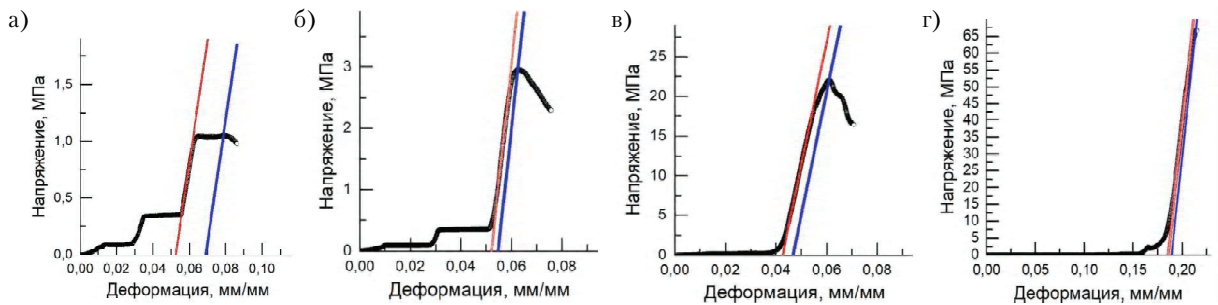 а)
Напряжение, МПа
1,5
1,0
0,5
0,0
0,00 0,02 0,04 0,06 0,08 0,10
Деформация, мм/мм
б)
Напряжение, МПа
3
2
1
0
0,00 0,02 0,04 0,06 0,08
Деформация, мм/мм
в)
Напряжение, МПа
25
20
15
10
5
0
0,00 0,02 0,04 0,06 0,08
Деформация, мм/мм
г)
Напряжение, МПа
65
60
55
50
45
40
35
30
25
20
15
10
5
0
0,00 0,05 0,10 0,15 0,20
Деформация, мм/мм